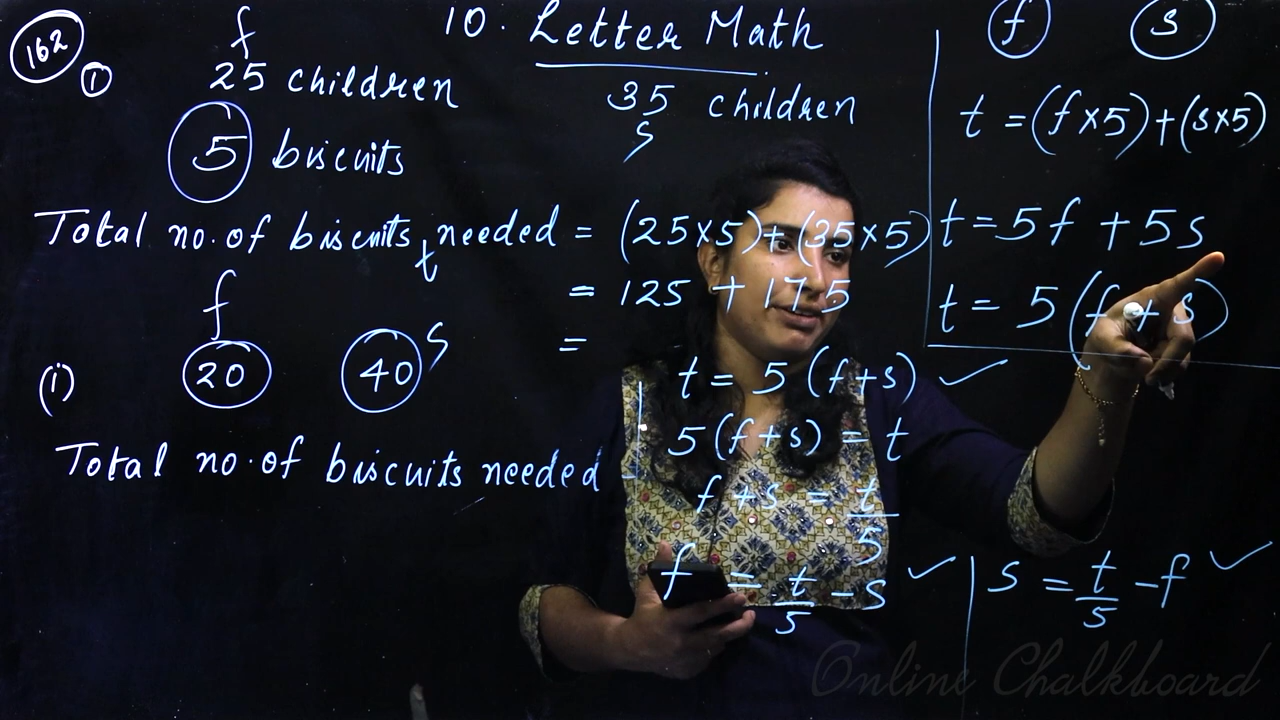 162
10. Letter Math
f
(1) 25 children
35 children
s
5 biscuits
Total no. of biscuits needed = (25×5)+(35×5)
t
= 125 + 175
=
f
(i) 20 40 s
Total no. of biscuits needed
f s
t = (f×5)+(s×5)
t = 5f + 5s
t = 5(f+s)
t = 5(f+s) ✓
5(f+s) = t
f+s = t/5
f = t/5 - s ✓
s = t/5 - f ✓
Online Chalkboard